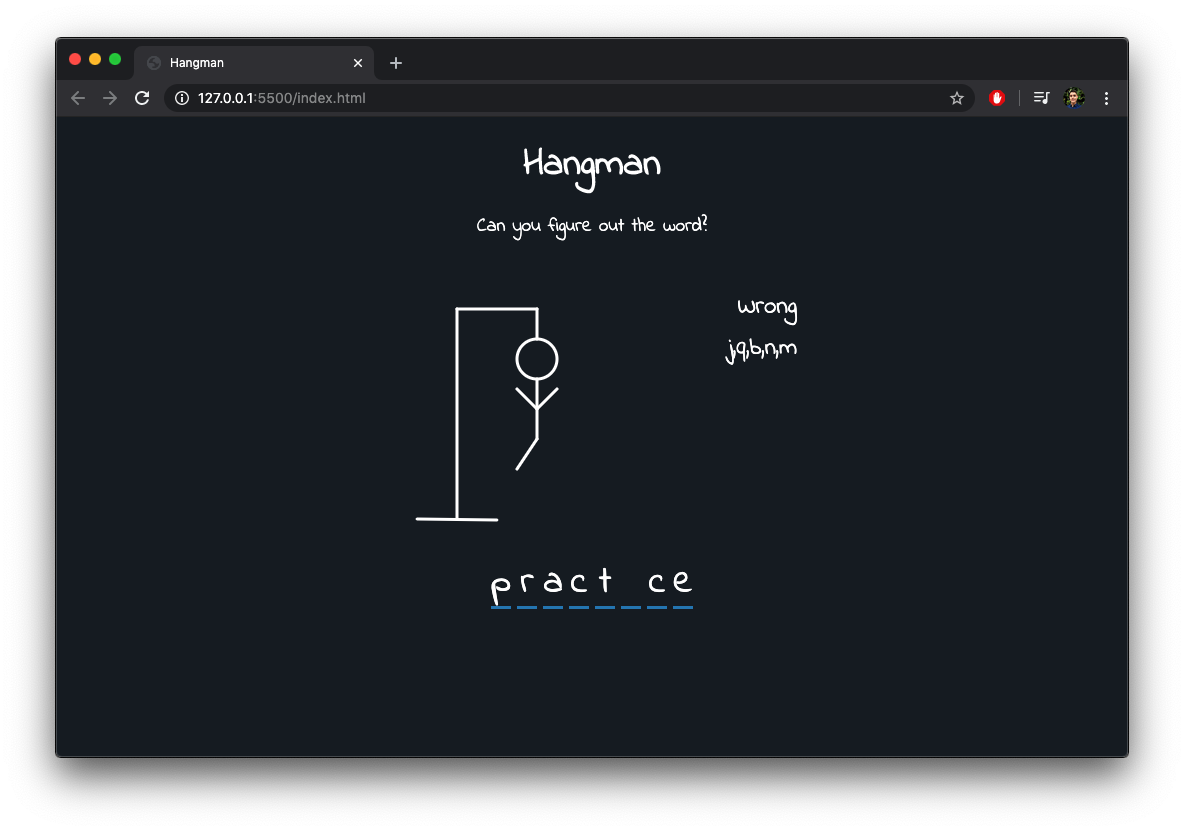 Hangman
127.0.0.1:5500/index.html
Hangman
Can you figure out the word?
wrong
j,q,b,n,m
p r a c t   c e